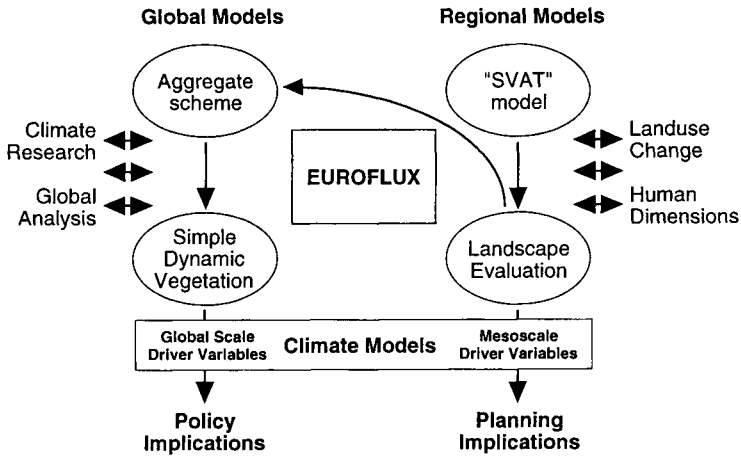 Global Models
Regional Models
Aggregate
scheme
"SVAT"
model
Climate
Research
Landuse
Change
EUROFLUX
Global
Analysis
Human
Dimensions
Simple
Dynamic
Vegetation
Landscape
Evaluation
Global Scale
Driver Variables
Climate Models
Mesoscale
Driver Variables
Policy
Implications
Planning
Implications